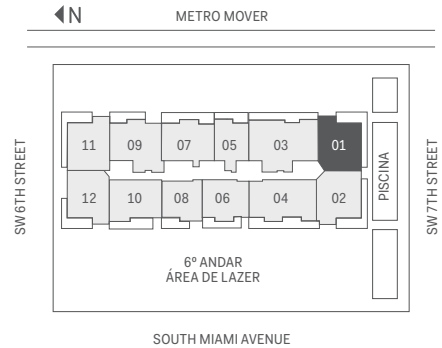 N
METRO MOVER
11 09 07 05 03 01
12 10 08 06 04 02
PISCINA
SW 6TH STREET
SW 7TH STREET
6º ANDAR
ÁREA DE LAZER
SOUTH MIAMI AVENUE